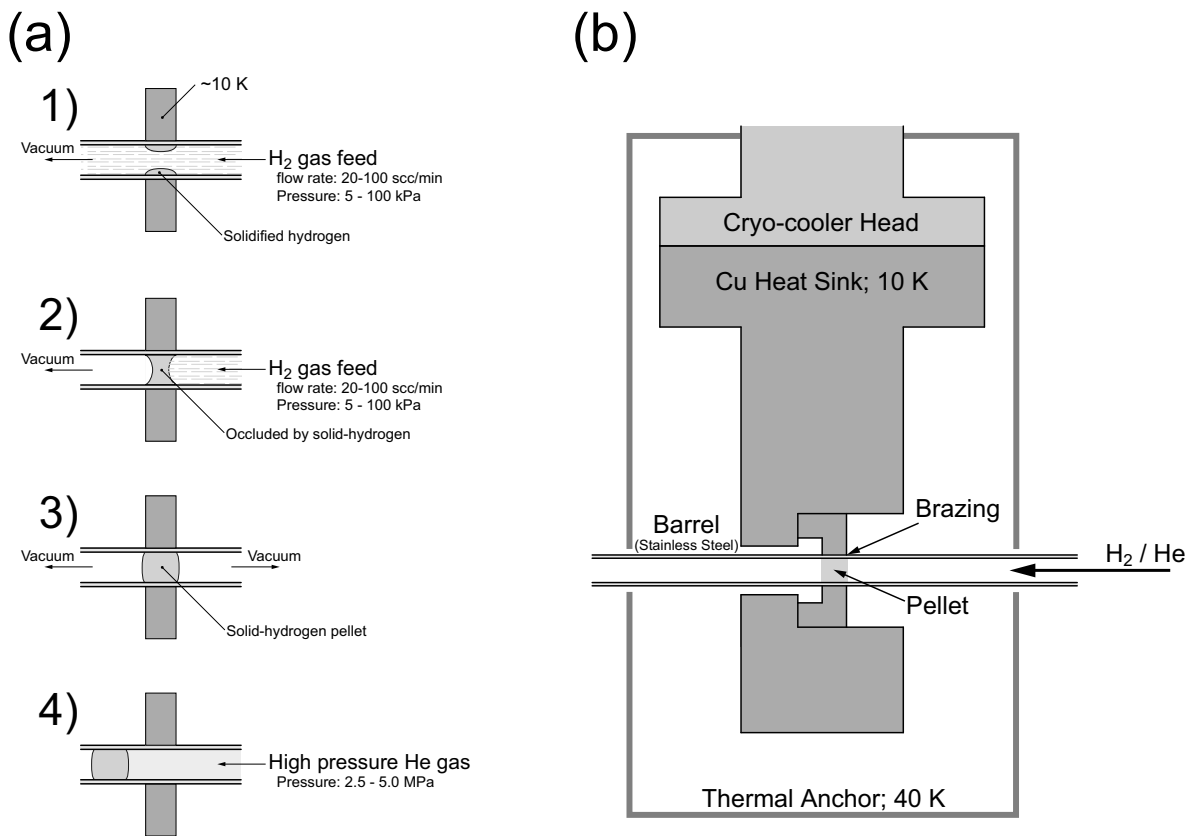 (a)
1)
~10 K
Vacuum
H₂ gas feed
flow rate: 20-100 scc/min
Pressure: 5 - 100 kPa
Solidified hydrogen
2)
Vacuum
H₂ gas feed
flow rate: 20-100 scc/min
Pressure: 5 - 100 kPa
Occluded by solid-hydrogen
3)
Vacuum
Vacuum
Solid-hydrogen pellet
4)
High pressure He gas
Pressure: 2.5 - 5.0 MPa
(b)
Cryo-cooler Head
Cu Heat Sink; 10 K
Barrel
(Stainless Steel)
Brazing
H₂ / He
Pellet
Thermal Anchor; 40 K